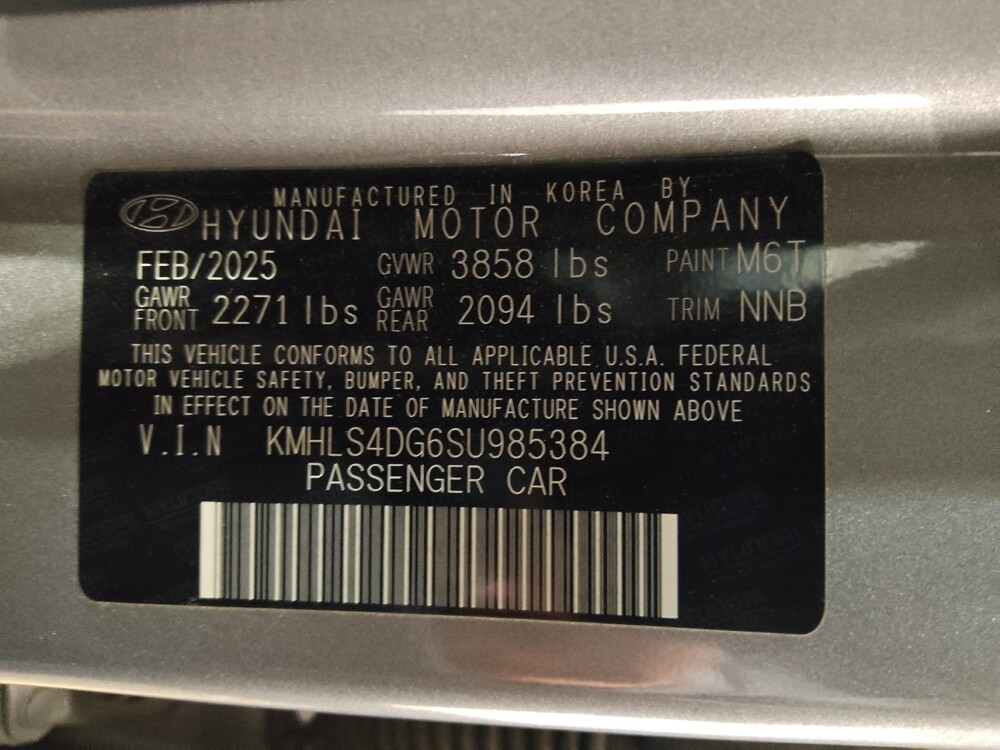 MANUFACTURED IN KOREA BY
HYUNDAI MOTOR COMPANY
FEB/2025 GVWR 3858 lbs PAINT M6T
GAWR FRONT 2271 lbs GAWR REAR 2094 lbs TRIM NNB
THIS VEHICLE CONFORMS TO ALL APPLICABLE U.S.A. FEDERAL
MOTOR VEHICLE SAFETY, BUMPER, AND THEFT PREVENTION STANDARDS
IN EFFECT ON THE DATE OF MANUFACTURE SHOWN ABOVE
V.I.N KMHLS4DG6SU985384
PASSENGER CAR